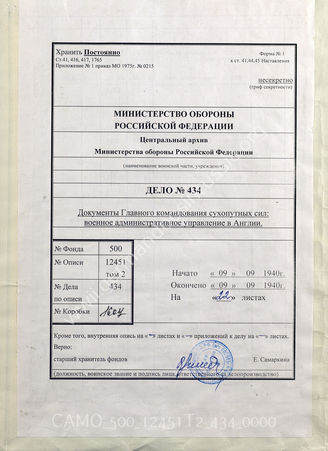 Хранить Постоянно
Форма № 1
Ст.41, 416, 417, 1765
к ст. 41,44,45 Наставления
Приложение № 1 приказ МО 1975г. № 0215
несекретно
(гриф секретности)
МИНИСТЕРСТВО ОБОРОНЫ
РОССИЙСКОЙ ФЕДЕРАЦИИ
Центральный архив
Министерства обороны Российской Федерации
(наименование воинской части, учреждения)
ДЕЛО № 434
Документы Главного командования сухопутных сил:
военное административное управление в Англии.
№ Фонда 500
№ Описи 12451
том 2
№ Дела 434
по описи
№ Коробки
Начато « 09 » 09 1940г.
Окончено « 09 » 09 1940г.
На «22» листах
Кроме того, внутренняя опись на «-» листах и «-» приложений к делу на «-» листах.
Верно:
старший хранитель фондов Е. Самаркина
(должность, воинское звание и подпись лица, ответственного за делопроизводство)
САМО_500_12451 Т2_434_0000